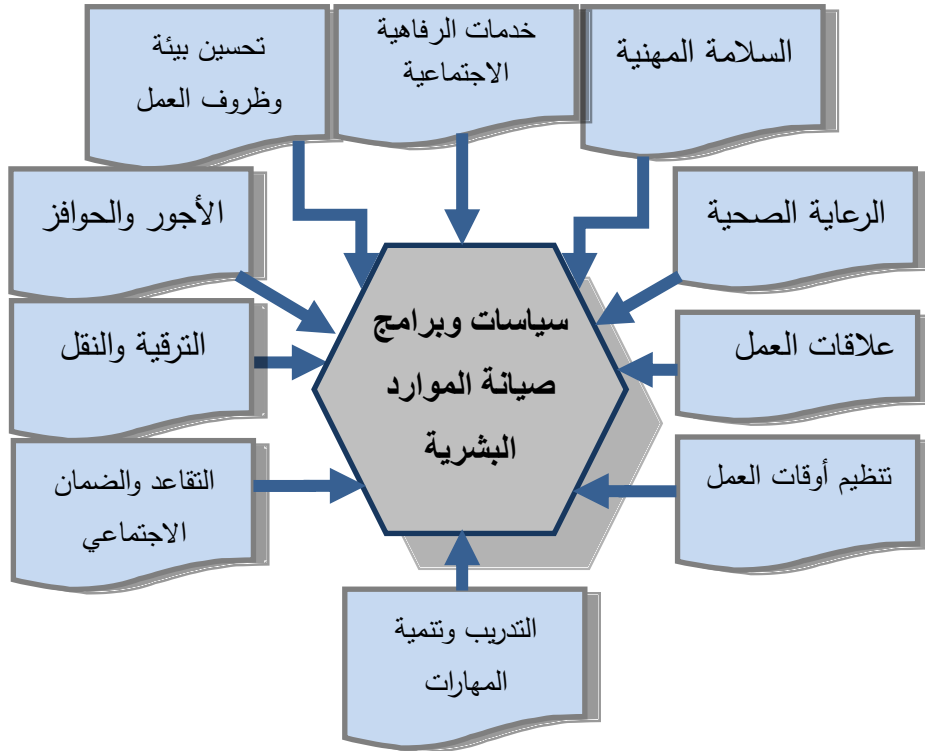 السلامة المهنية
خدمات الرفاهية
الاجتماعية
تحسين بيئة
وظروف العمل
الرعاية الصحية
الأجور والحوافز
علاقات العمل
الترقية والنقل
تنظيم أوقات العمل
التقاعد والضمان
الاجتماعي
سياسات وبرامج
صيانة الموارد
البشرية
التدريب وتنمية
المهارات